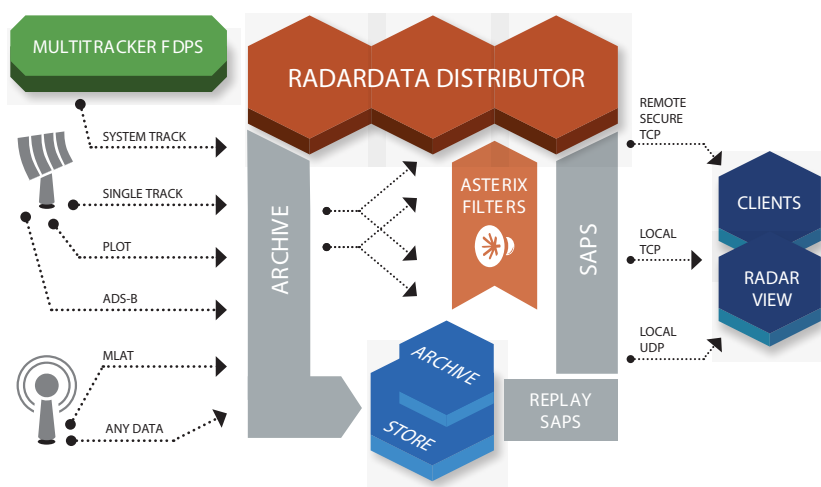 MULTITRACKER FDPS
RADARDATA DISTRIBUTOR
SYSTEM TRACK
SINGLE TRACK
PLOT
ADS-B
MLAT
ANY DATA
ARCHIVE
ASTERIX
FILTERS
SAPS
ARCHIVE
STORE
REPLAY
SAPS
REMOTE
SECURE
TCP
LOCAL
TCP
LOCAL
UDP
CLIENTS
RADAR
VIEW